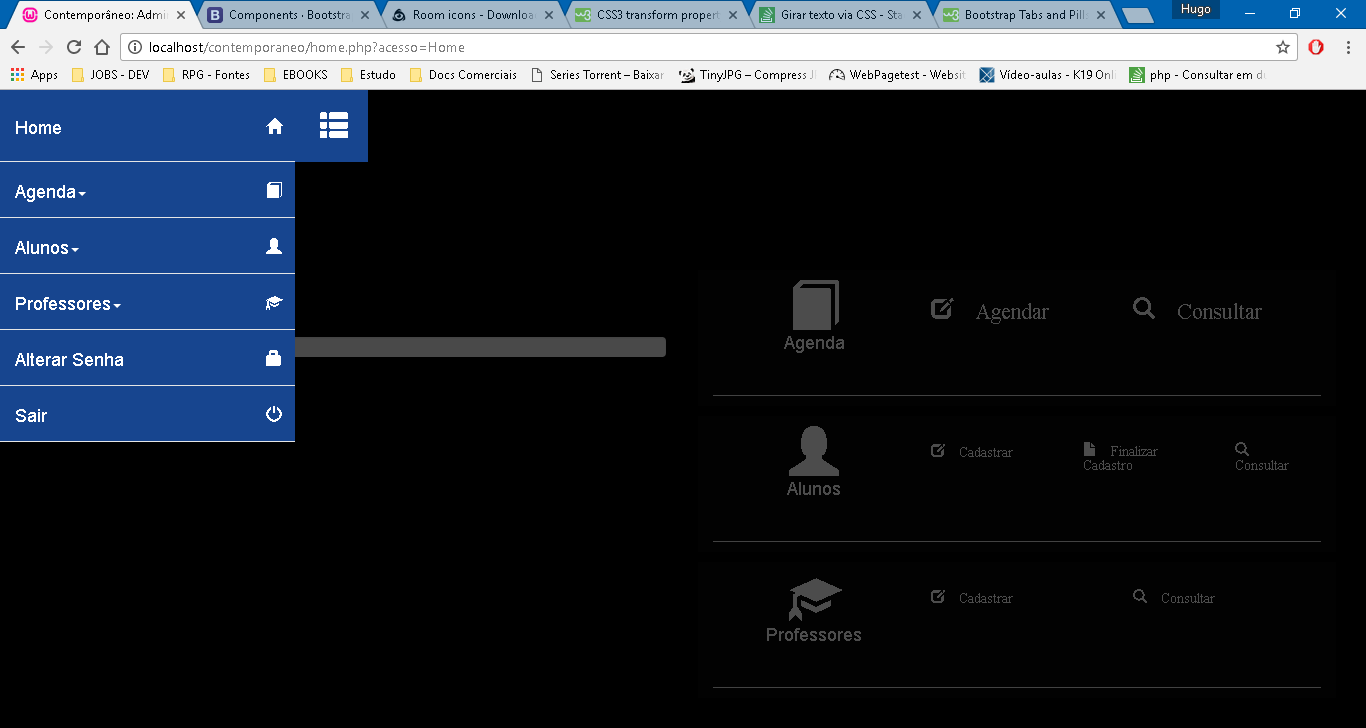 Contemporâneo: Admi
Components · Bootstra
Room icons - Downloa
CSS3 transform propert
Girar texto via CSS - Sta
Bootstrap Tabs and Pill
Hugo
localhost/contemporaneo/home.php?acesso=Home
Apps
JOBS - DEV
RPG - Fontes
EBOOKS
Estudo
Docs Comerciais
Series Torrent – Baixar
TinyJPG – Compress J
WebPagetest - Websit
Vídeo-aulas - K19 Onl
php - Consultar em d
Home
Agenda
Alunos
Professores
Alterar Senha
Sair
Agenda
Agendar
Consultar
Alunos
Cadastrar
Finalizar
Cadastro
Consultar
Professores
Cadastrar
Consultar